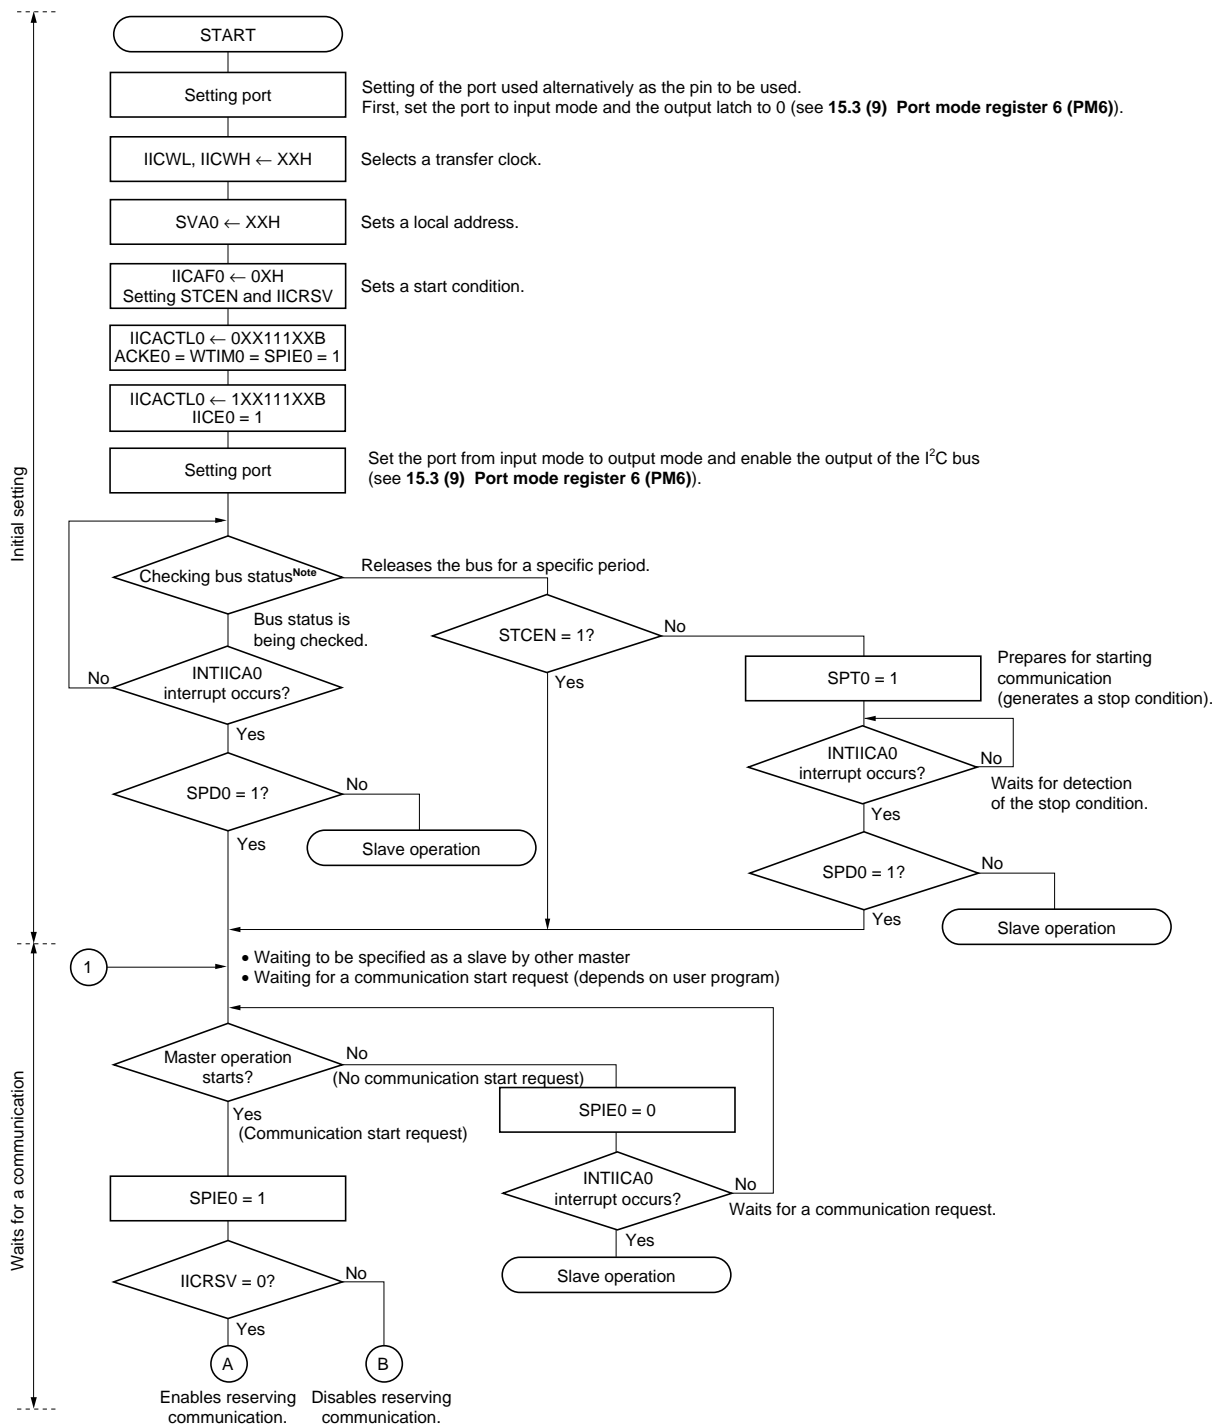 START
Setting port
Setting of the port used alternatively as the pin to be used.
First, set the port to input mode and the output latch to 0 (see 15.3 (9) Port mode register 6 (PM6)).
IICWL, IICWH ← XXH
Selects a transfer clock.
SVA0 ← XXH
Sets a local address.
IICAF0 ← 0XH
Setting STCEN and IICRSV
Sets a start condition.
IICACTL0 ← 0XX111XXB
ACKE0 = WTIM0 = SPIE0 = 1
IICACTL0 ← 1XX111XXB
IICE0 = 1
Setting port
Set the port from input mode to output mode and enable the output of the I²C bus
(see 15.3 (9) Port mode register 6 (PM6)).
Initial setting
Checking bus status Note
Releases the bus for a specific period.
Bus status is
being checked.
STCEN = 1?
No
Yes
INTIICA0
interrupt occurs?
No
Yes
SPT0 = 1
Prepares for starting
communication
(generates a stop condition).
INTIICA0
interrupt occurs?
No
Waits for detection
of the stop condition.
Yes
SPD0 = 1?
No
Yes
Slave operation
SPD0 = 1?
No
Yes
Slave operation
1
• Waiting to be specified as a slave by other master
• Waiting for a communication start request (depends on user program)
Waits for a communication
Master operation
starts?
No
(No communication start request)
Yes
(Communication start request)
SPIE0 = 0
INTIICA0
interrupt occurs?
No
Waits for a communication request.
Yes
Slave operation
SPIE0 = 1
IICRSV = 0?
No
Yes
A
B
Enables reserving
communication.
Disables reserving
communication.